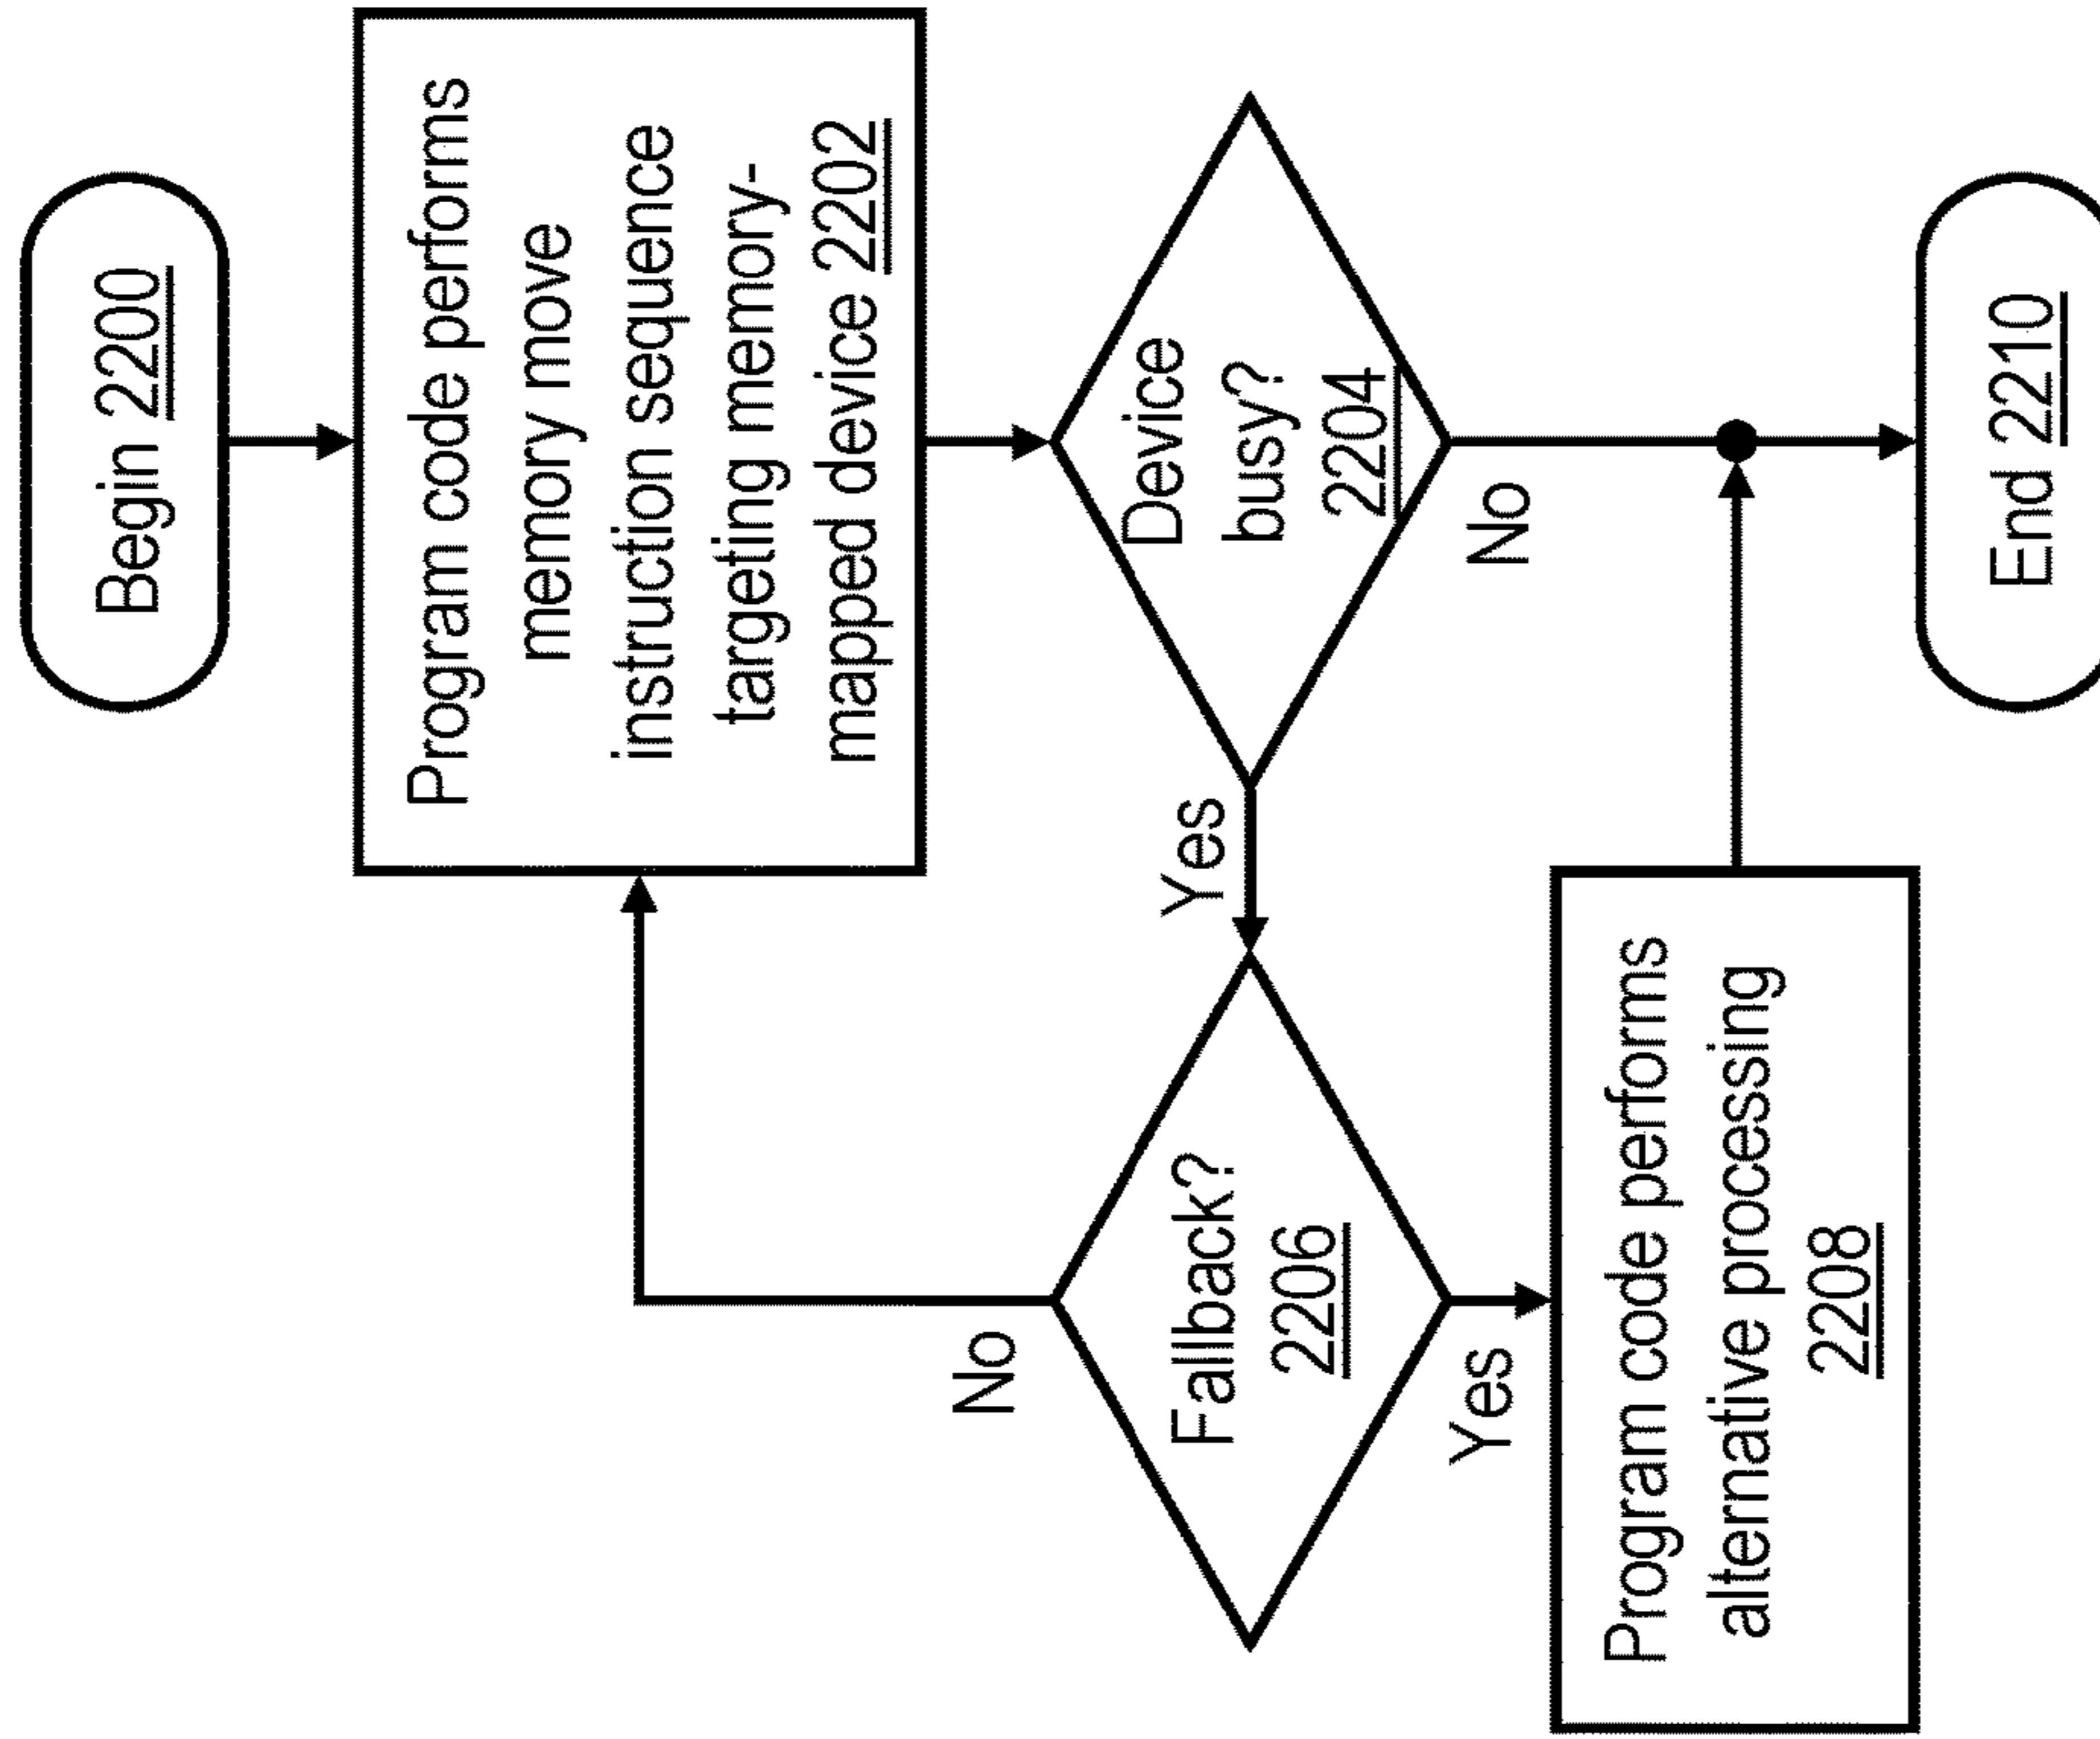 Begin 2200
Program code performs
memory move
instruction sequence
targeting memory-
mapped device 2202
Device
busy?
2204
Yes
No
Fallback?
2206
No
Yes
Program code performs
alternative processing
2208
End 2210